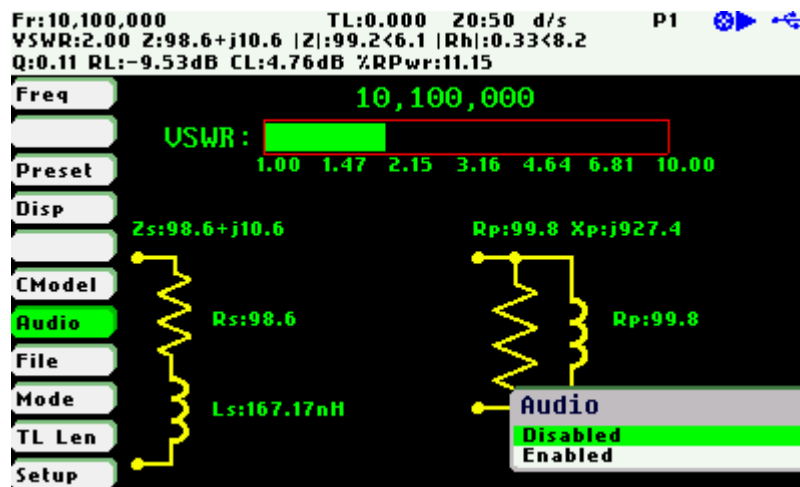 Fr:10,100,000 TL:0.000 Z0:50 d/s P1
VSWR:2.00 Z:98.6+j10.6 |Z|:99.2<6.1 |Rh|:0.33<8.2
Q:0.11 RL:-9.53dB CL:4.76dB %RPwr:11.15
Freq
10,100,000
VSWR:
1.00 1.47 2.15 3.16 4.64 6.81 10.00
Preset
Disp
Zs:98.6+j10.6 Rp:99.8 Xp:j927.4
CModel
Audio
Rs:98.6 Rp:99.8
File
Mode
Ls:167.17nH
TL Len
Setup
Audio
Disabled
Enabled